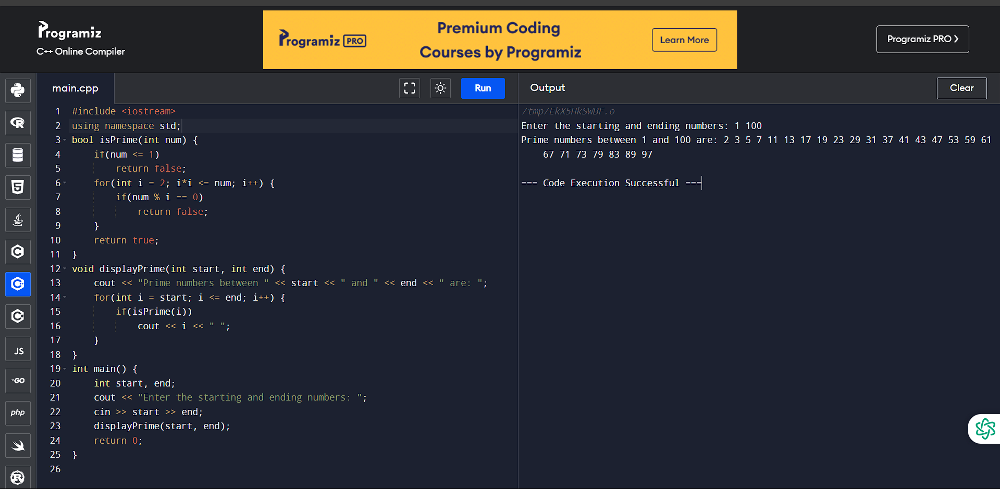 Programiz
C++ Online Compiler
Programiz PRO
Premium Coding
Courses by Programiz
Learn More
Programiz PRO ❯
main.cpp
Run
Output
Clear
1 #include <iostream>
2 using namespace std;
3 bool isPrime(int num) {
4     if(num <= 1)
5         return false;
6     for(int i = 2; i*i <= num; i++) {
7         if(num % i == 0)
8             return false;
9     }
10     return true;
11 }
12 void displayPrime(int start, int end) {
13     cout << "Prime numbers between " << start << " and " << end << " are: ";
14     for(int i = start; i <= end; i++) {
15         if(isPrime(i))
16             cout << i << " ";
17     }
18 }
19 int main() {
20     int start, end;
21     cout << "Enter the starting and ending numbers: ";
22     cin >> start >> end;
23     displayPrime(start, end);
24     return 0;
25 }
26
/tmp/EkX5HkSWBF.o
Enter the starting and ending numbers: 1 100
Prime numbers between 1 and 100 are: 2 3 5 7 11 13 17 19 23 29 31 37 41 43 47 53 59 61
67 71 73 79 83 89 97
=== Code Execution Successful ===
R
5
C
C++
C#
JS
GO
php
R